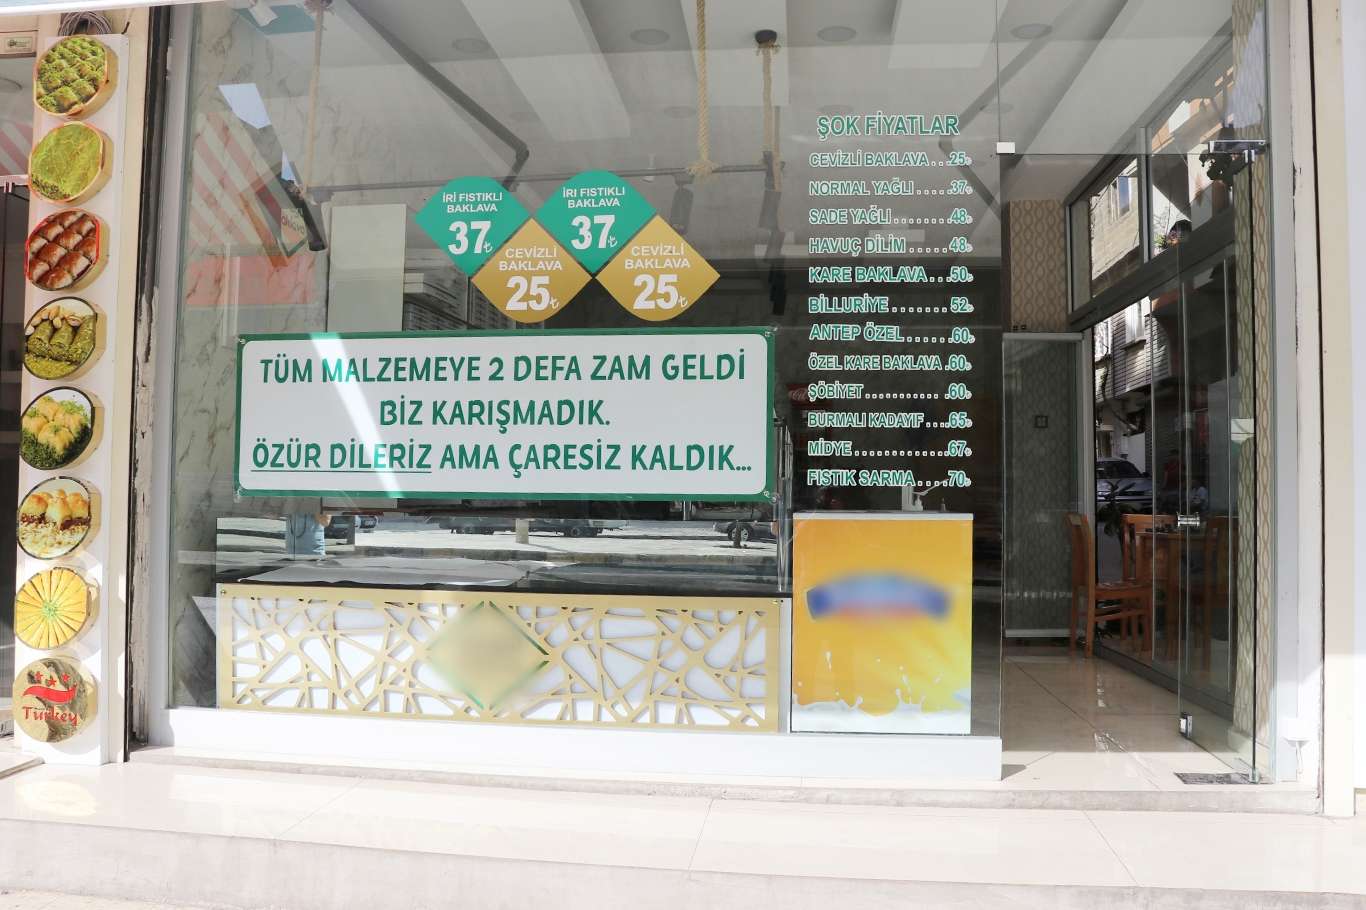 İRİ FISTIKLI
BAKLAVA
37₺
CEVİZLİ
BAKLAVA
25₺
İRİ FISTIKLI
BAKLAVA
37₺
CEVİZLİ
BAKLAVA
25₺
TÜM MALZEMEYE 2 DEFA ZAM GELDİ
BİZ KARIŞMADIK.
ÖZÜR DİLERİZ AMA ÇARESİZ KALDIK...
ŞOK FİYATLAR
CEVİZLİ BAKLAVA . . .25₺
NORMAL YAĞLI . . . . .37₺
SADE YAĞLI . . . . . . . .48₺
HAVUÇ DİLİM . . . . . .48₺
KARE BAKLAVA . . .50₺
BİLLURİYE . . . . . . . .52₺
ANTEP ÖZEL . . . . . .60₺
ÖZEL KARE BAKLAVA .60₺
ŞÖBİYET . . . . . . . . . . .60₺
BURMALI KADAYIF . . . .65₺
MİDYE . . . . . . . . . . . . .67₺
FISTIK SARMA . . . .70₺
Turkey